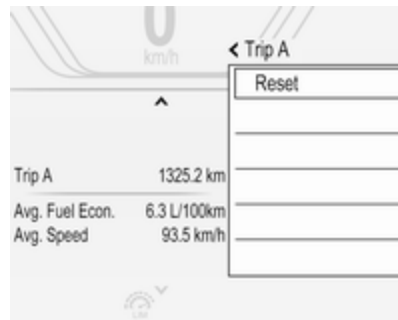 0
km/h
Trip A
Reset
Trip A 1325.2 km
Avg. Fuel Econ. 6.3 L/100km
Avg. Speed 93.5 km/h
LIM